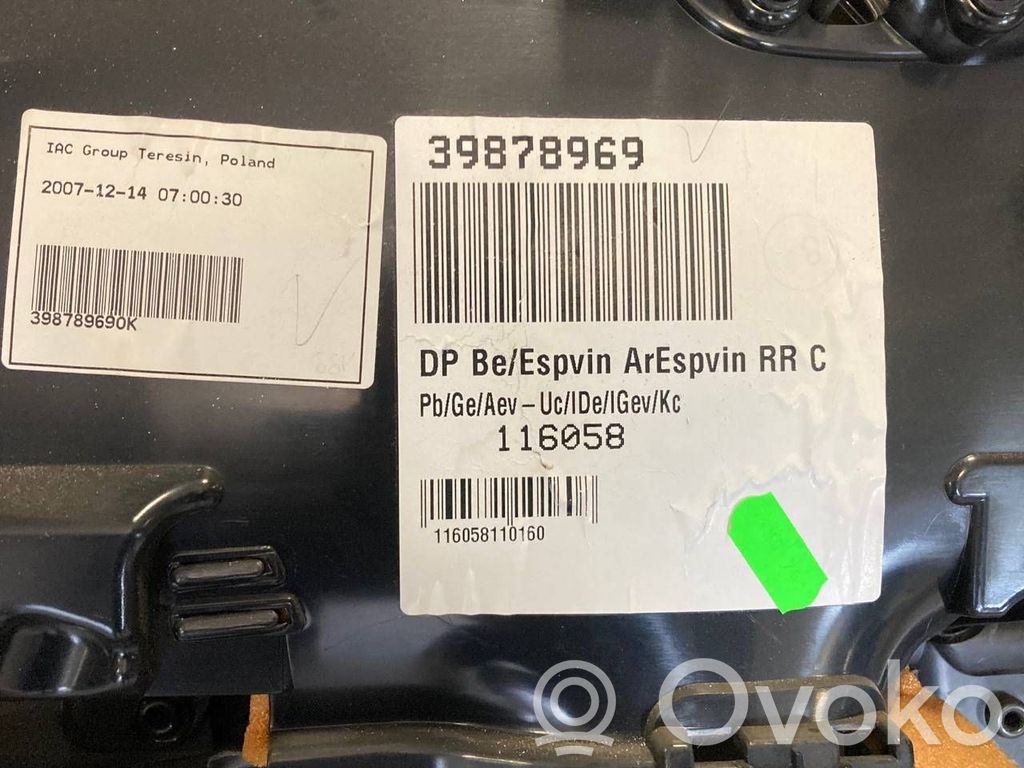 IAC Group Teresin, Poland
2007-12-14 07:00:30
398789690K
39878969
DP Be/Espvin ArEspvin RR C
Pb/Ge/Aev – Uc/IDe/IGev/Kc
116058
116058110160
Ovoko